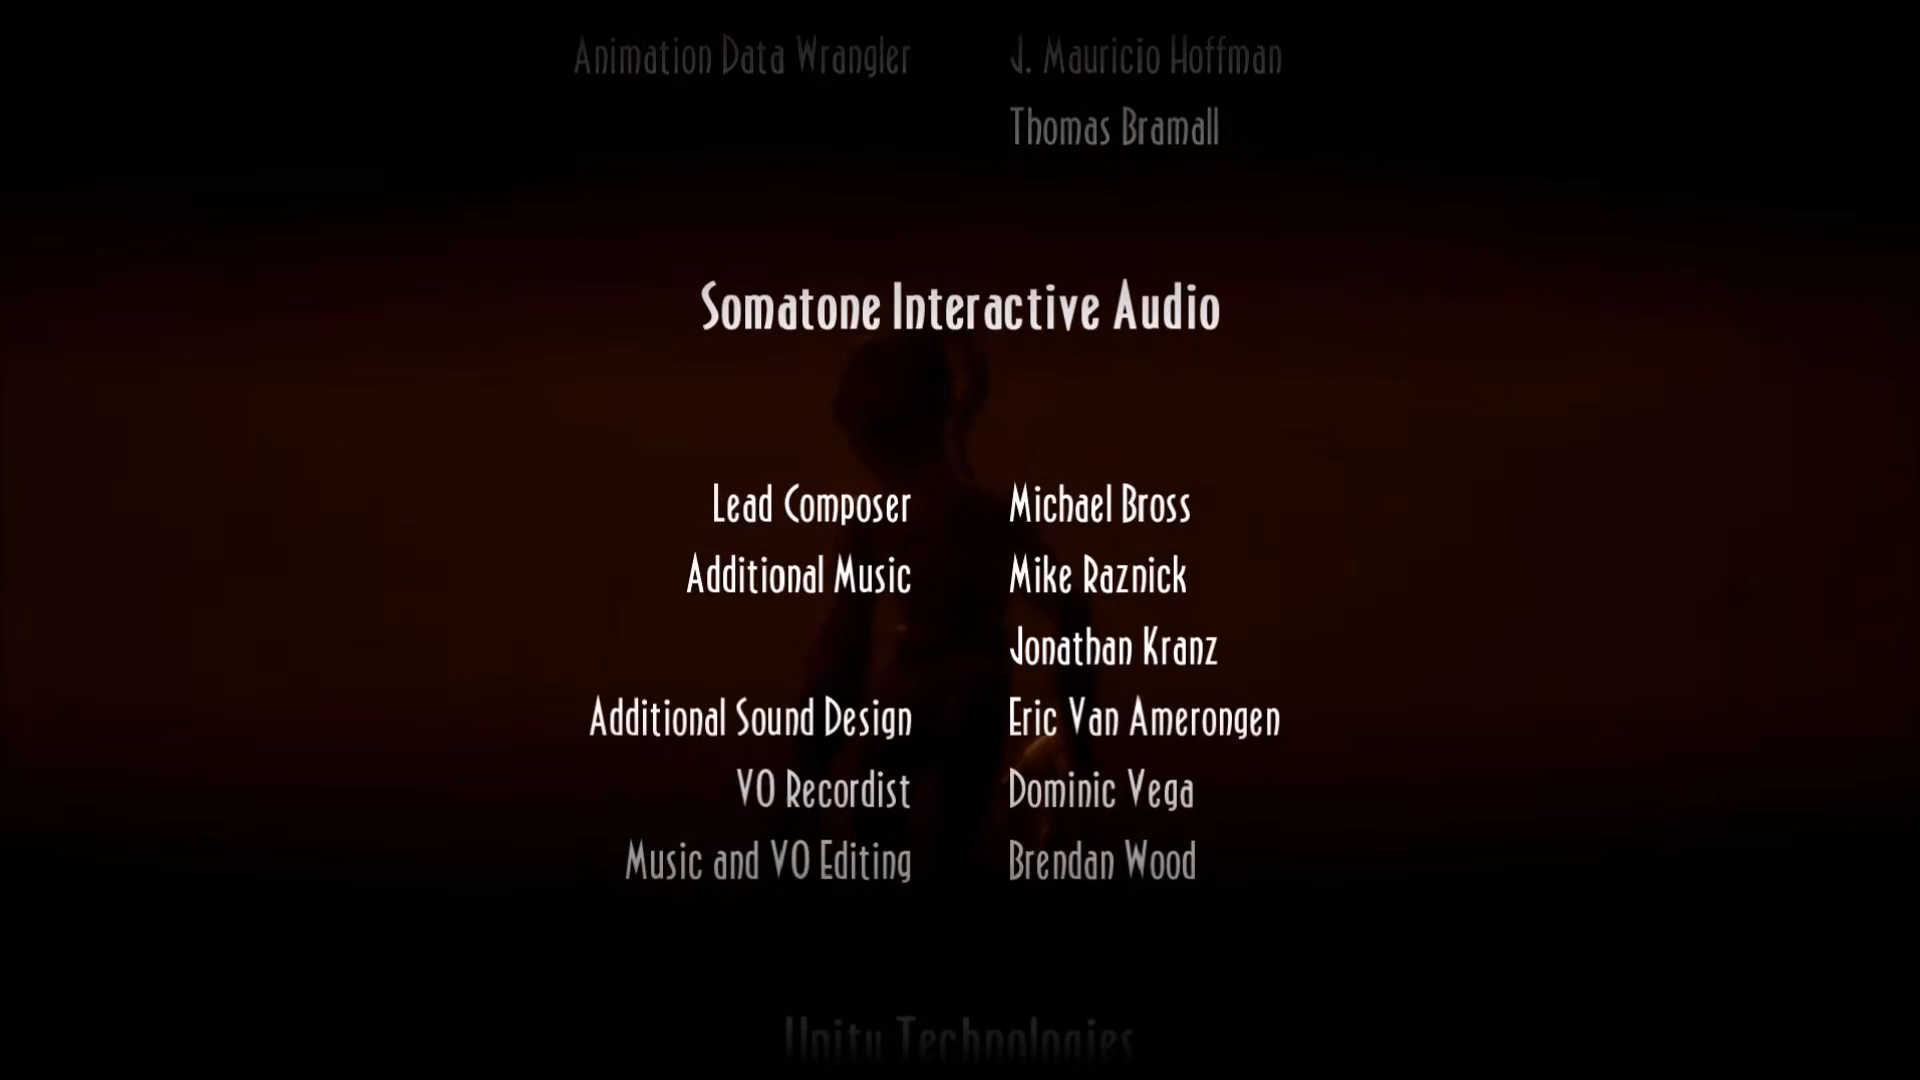 Animation Data Wrangler J. Mauricio Hoffman
Thomas Bramall
Somatone Interactive Audio
Lead Composer Michael Bross
Additional Music Mike Raznick
Jonathan Kranz
Additional Sound Design Eric Van Amerongen
VO Recordist Dominic Vega
Music and VO Editing Brendan Wood
Unity Technologies